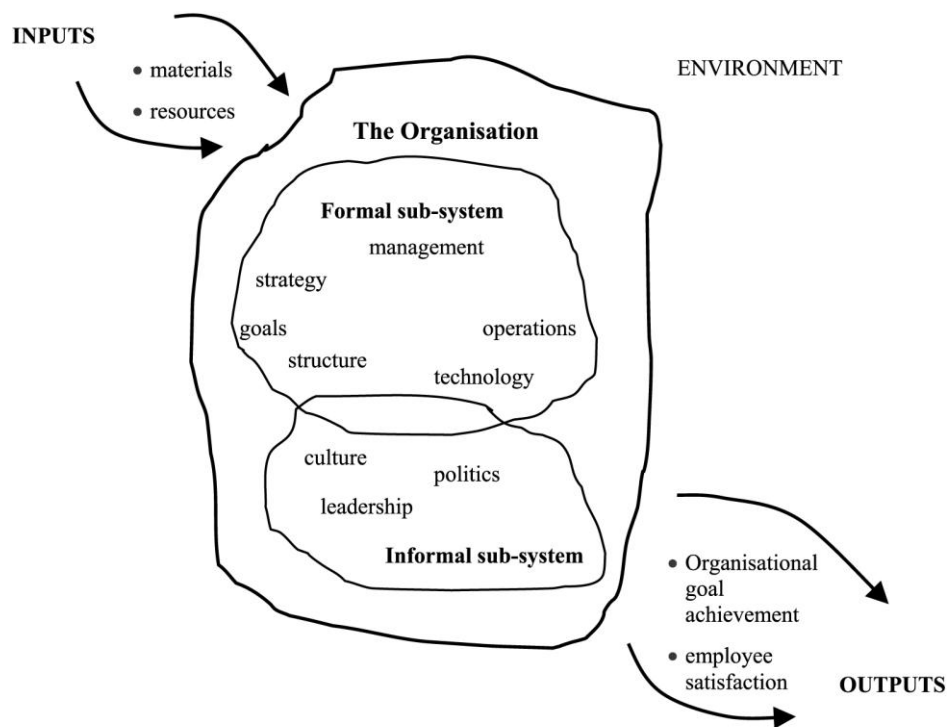 INPUTS
• materials
• resources
ENVIRONMENT
The Organisation
Formal sub-system
management
strategy
goals
operations
structure
technology
culture
politics
leadership
Informal sub-system
• Organisational
goal
achievement
• employee
satisfaction
OUTPUTS